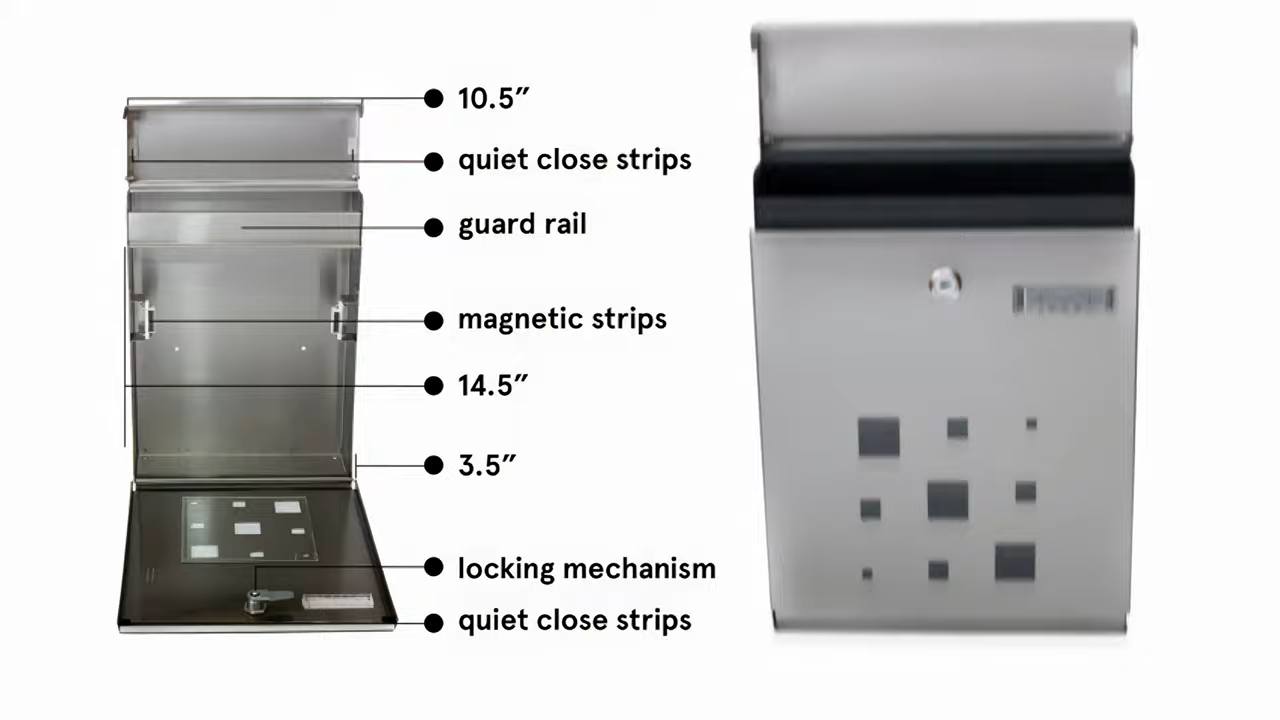 10.5″
quiet close strips
guard rail
magnetic strips
14.5″
3.5″
locking mechanism
quiet close strips